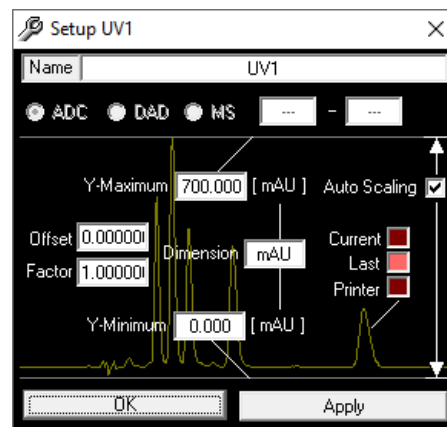 Setup UV1
Name UV1
ADC DAD MS --- - ---
Y-Maximum 700.000 [ mAU ] Auto Scaling
Offset 0.000000 Current
Dimension mAU Last
Factor 1.000000 Printer
Y-Minimum 0.000 [ mAU ]
OK Apply